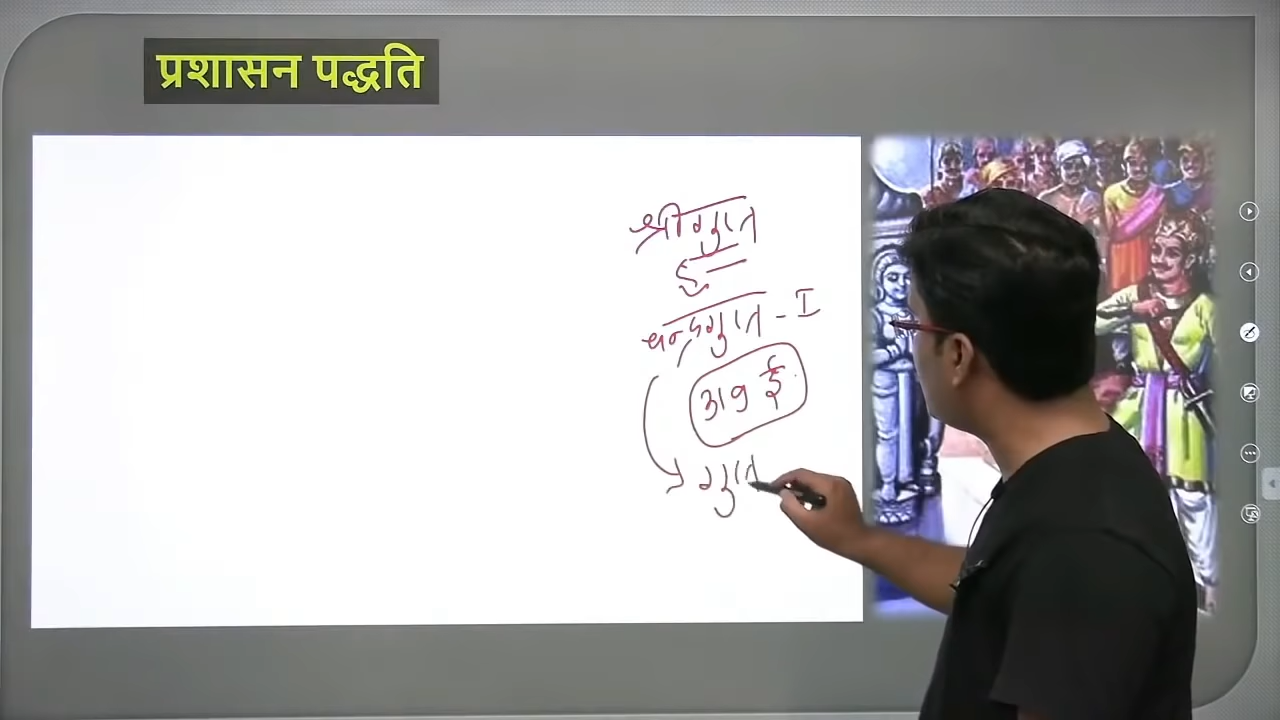 प्रशासन पद्धति
श्रीगुप्त
चन्द्रगुप्त - I
319 ई
गुप्त